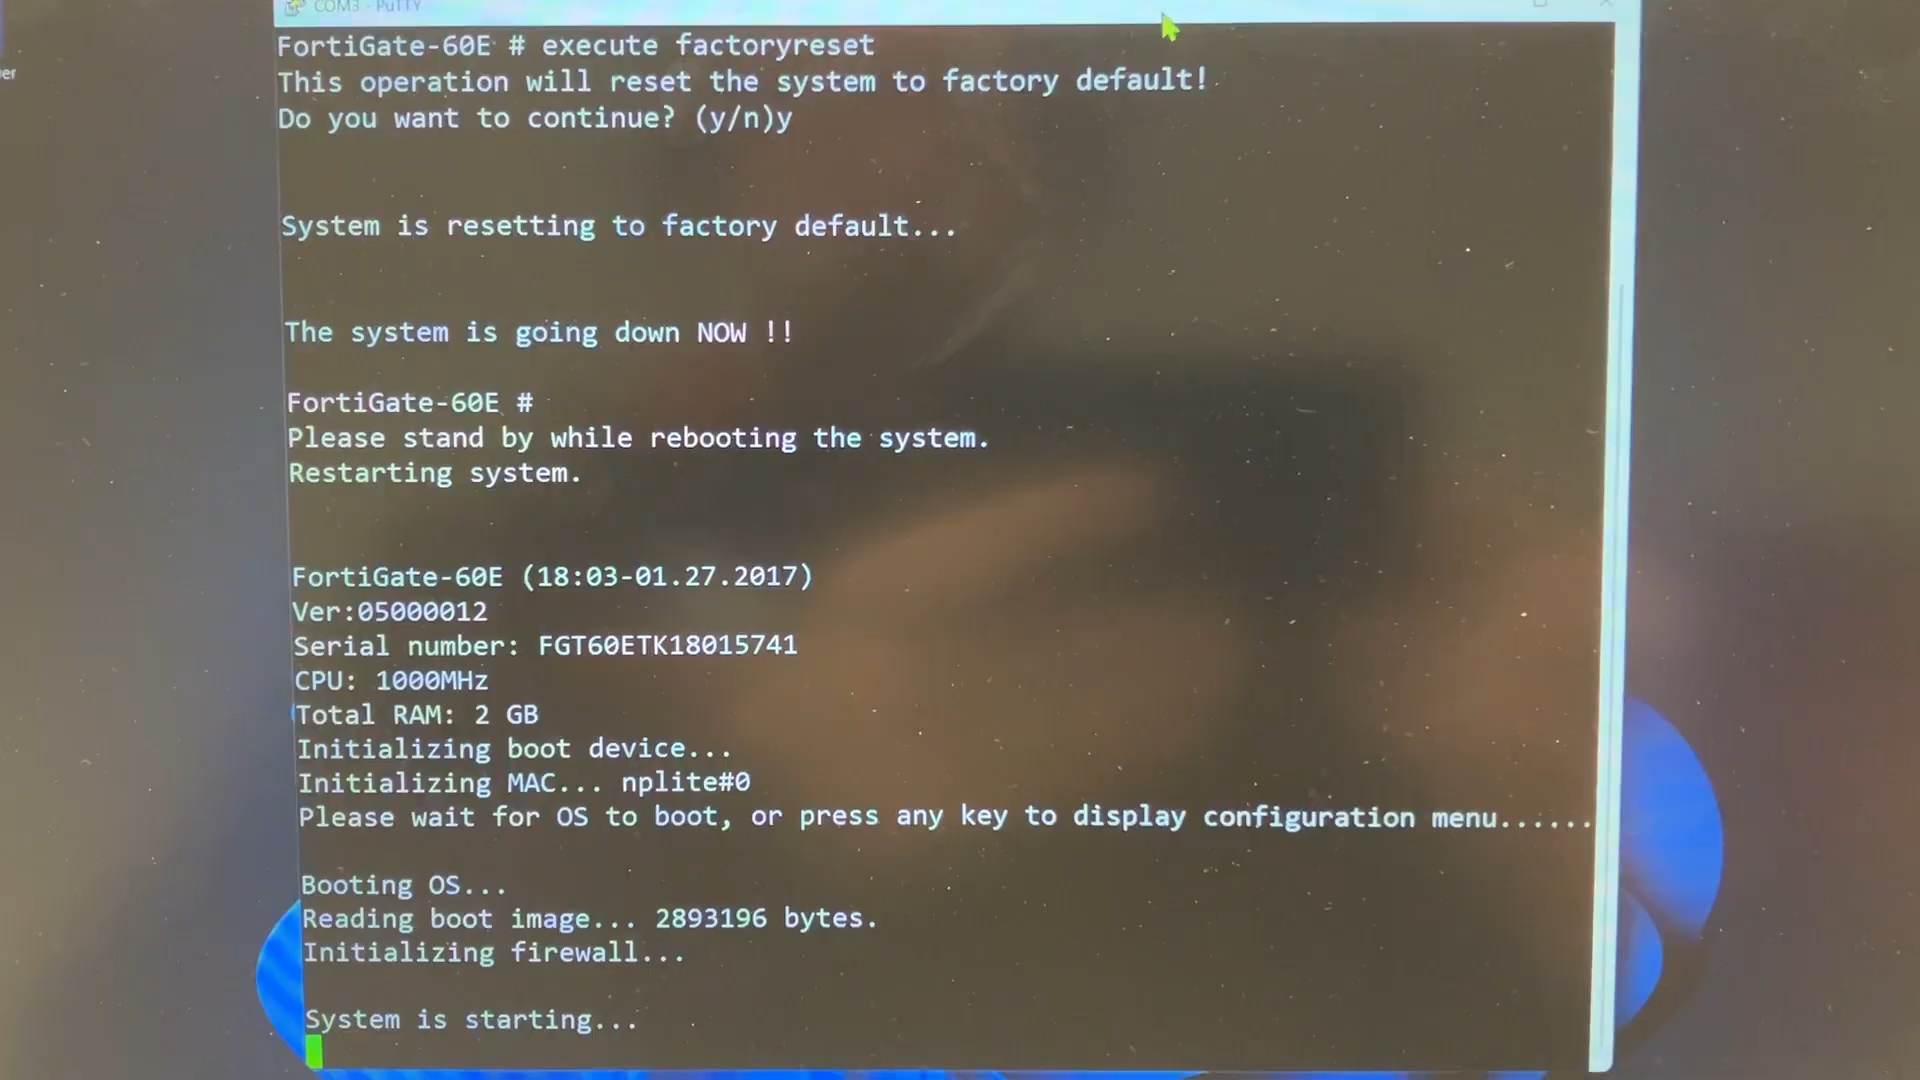 COM3 - PuTTY
er
FortiGate-60E # execute factoryreset
This operation will reset the system to factory default!
Do you want to continue? (y/n)y
System is resetting to factory default...
The system is going down NOW !!
FortiGate-60E #
Please stand by while rebooting the system.
Restarting system.
FortiGate-60E (18:03-01.27.2017)
Ver:05000012
Serial number: FGT60ETK18015741
CPU: 1000MHz
Total RAM: 2 GB
Initializing boot device...
Initializing MAC... nplite#0
Please wait for OS to boot, or press any key to display configuration menu......
Booting OS...
Reading boot image... 2893196 bytes.
Initializing firewall...
System is starting...